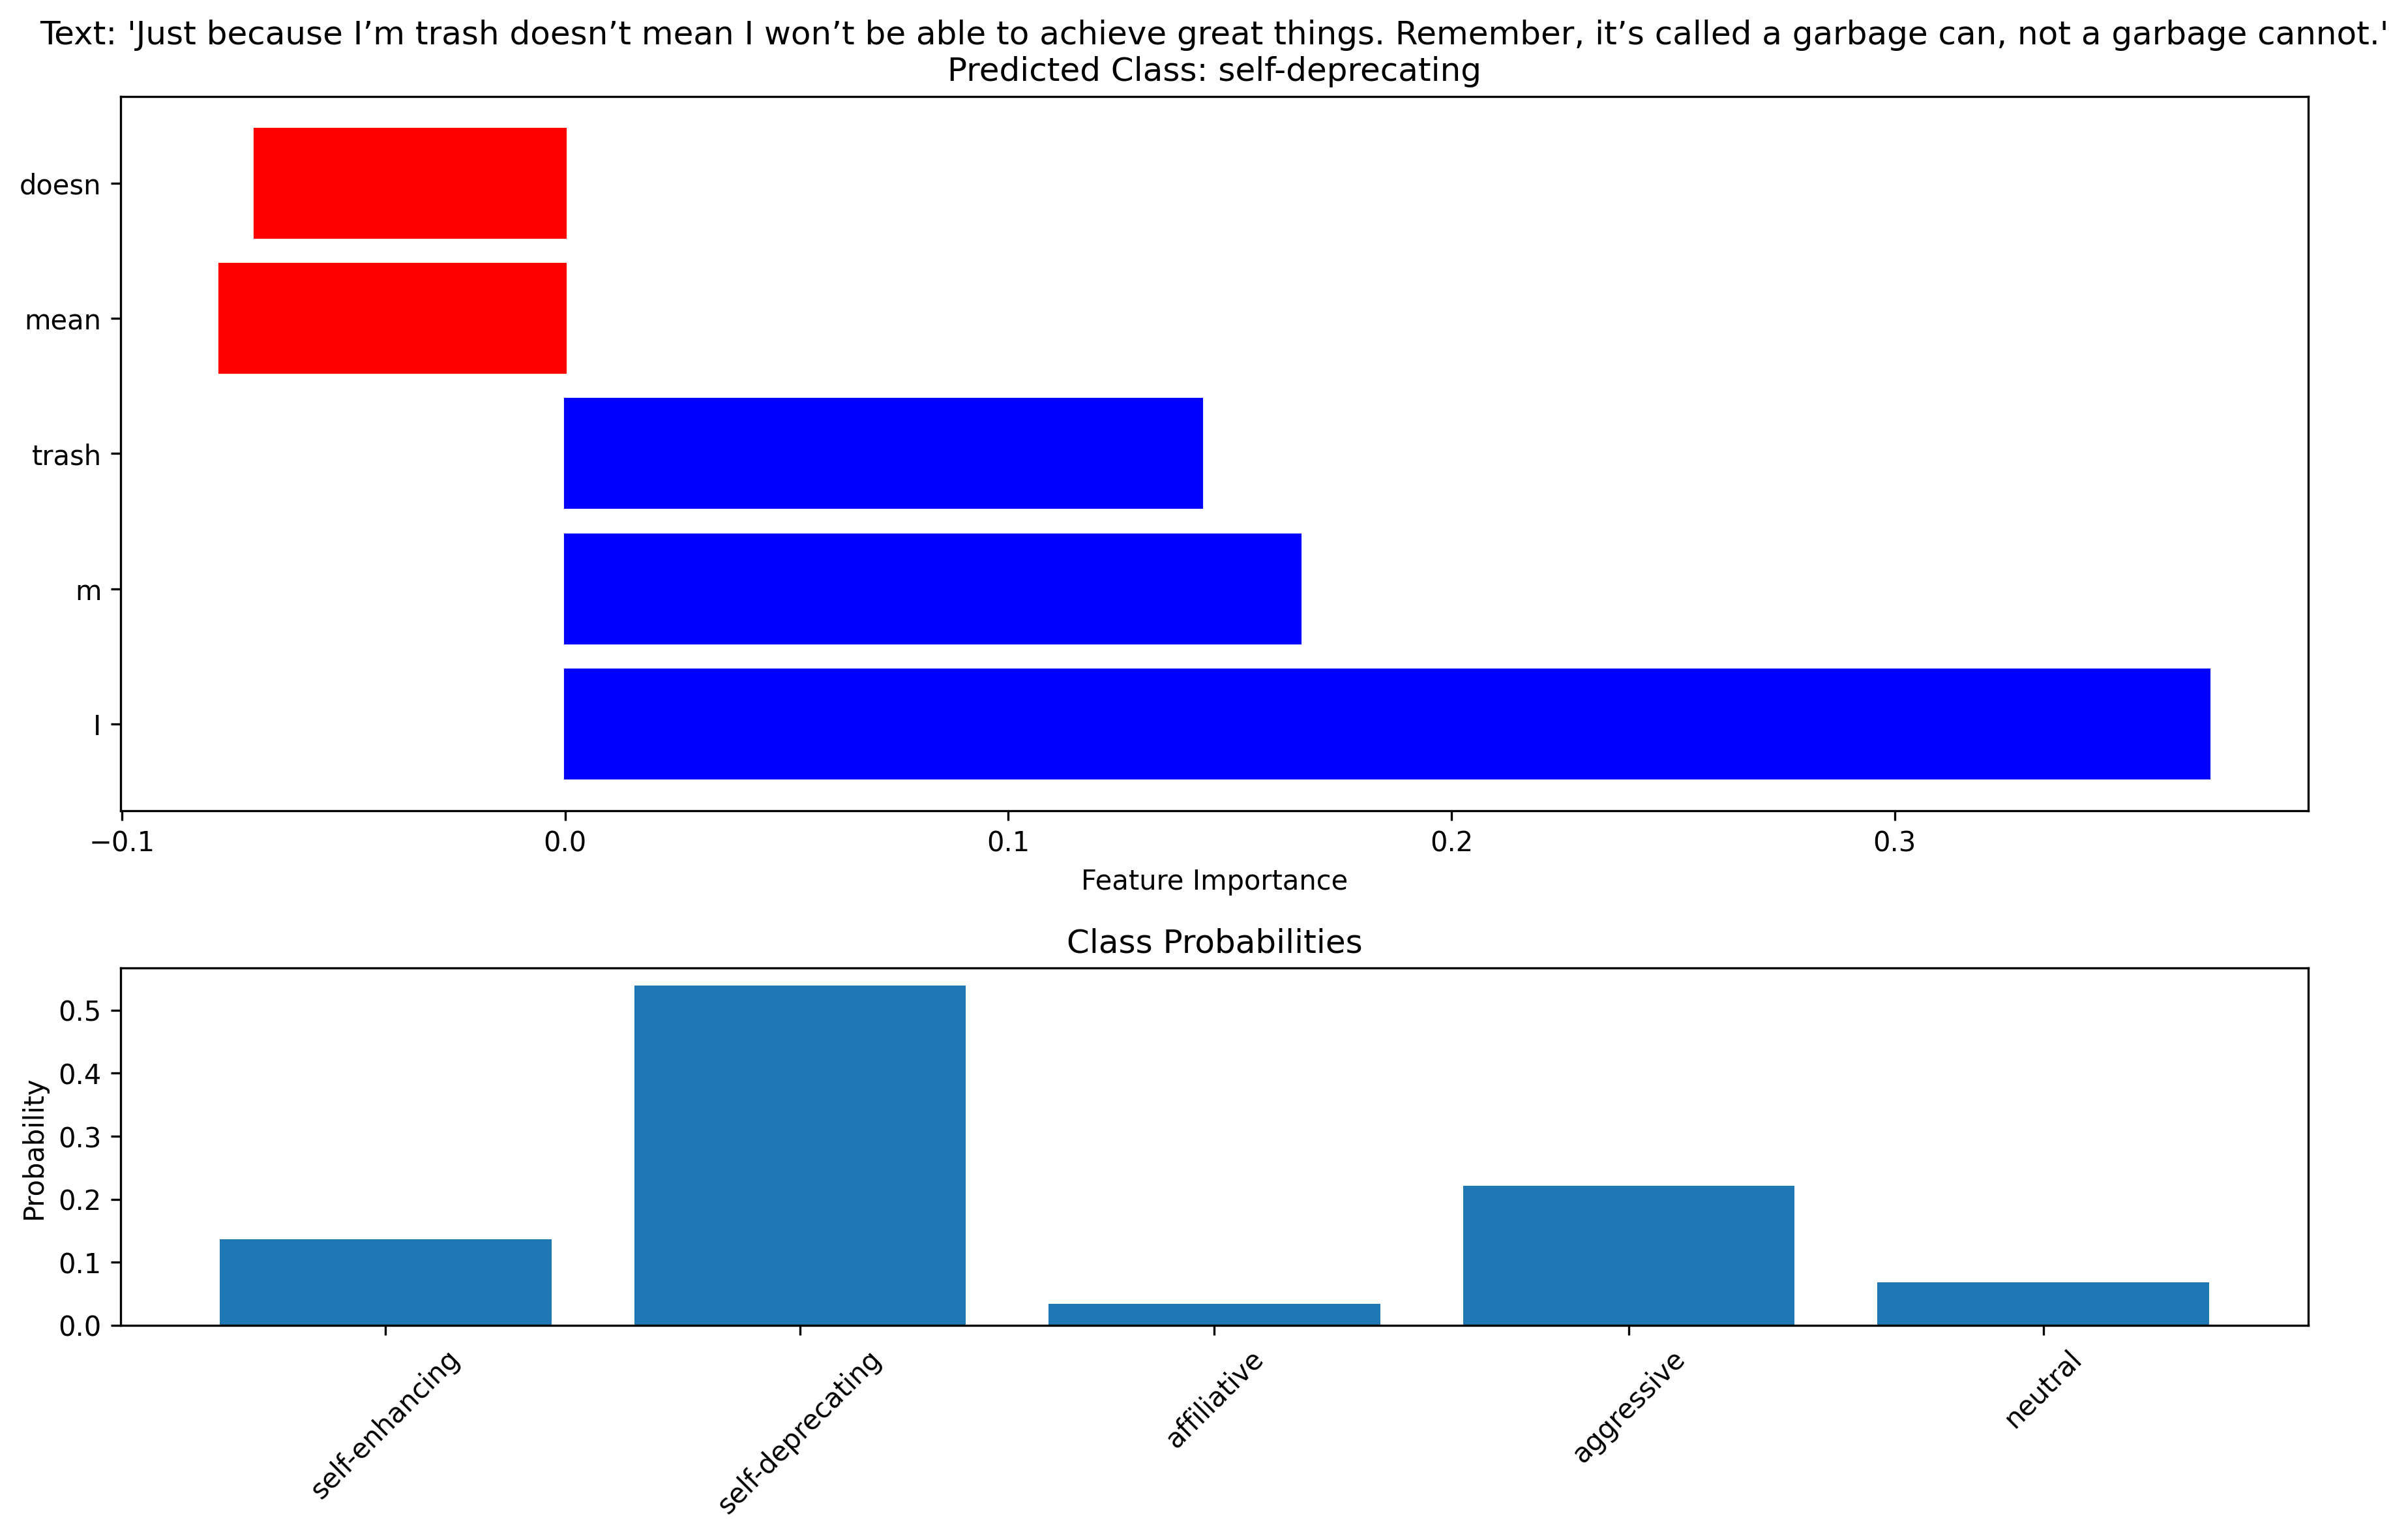 Text: 'Just because I’m trash doesn’t mean I won’t be able to achieve great things. Remember, it’s called a garbage can, not a garbage cannot.'
Predicted Class: self-deprecating
doesn
mean
trash
m
I
−0.1
0.0
0.1
0.2
0.3
Feature Importance
Class Probabilities
Probability
0.5
0.4
0.3
0.2
0.1
0.0
self-enhancing
self-deprecating
affiliative
aggressive
neutral